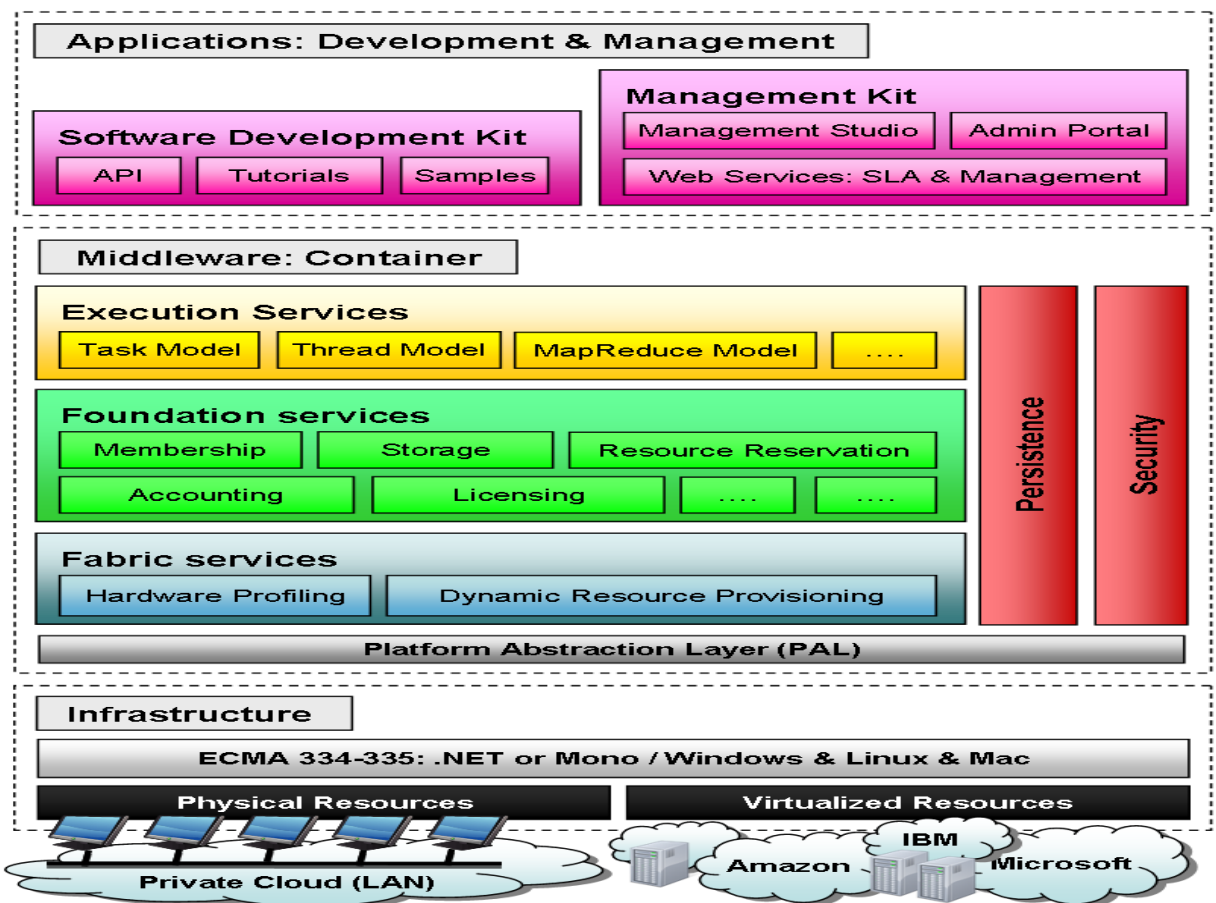 Applications: Development & Management
Management Kit
Software Development Kit
Management Studio
Admin Portal
API
Tutorials
Samples
Web Services: SLA & Management
Middleware: Container
Execution Services
Task Model
Thread Model
MapReduce Model
....
Foundation services
Membership
Storage
Resource Reservation
Accounting
Licensing
....
....
Fabric services
Hardware Profiling
Dynamic Resource Provisioning
Persistence
Security
Platform Abstraction Layer (PAL)
Infrastructure
ECMA 334-335: .NET or Mono / Windows & Linux & Mac
Physical Resources
Virtualized Resources
Private Cloud (LAN)
Amazon
IBM
Microsoft